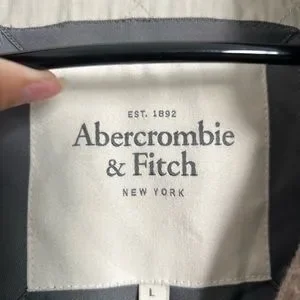 EST. 1892
Abercrombie
& Fitch
NEW YORK
L